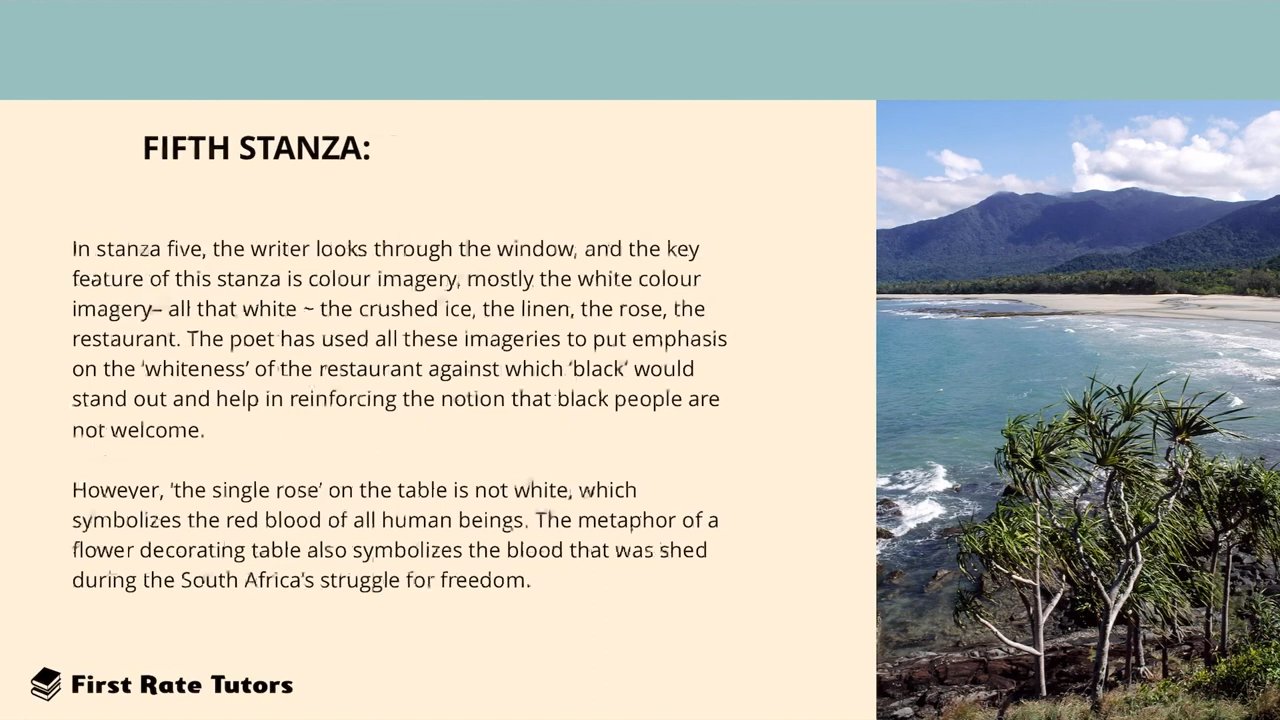 FIFTH STANZA:
In stanza five, the writer looks through the window, and the key
feature of this stanza is colour imagery, mostly the white colour
imagery– all that white ~ the crushed ice, the linen, the rose, the
restaurant. The poet has used all these imageries to put emphasis
on the 'whiteness' of the restaurant against which 'black' would
stand out and help in reinforcing the notion that black people are
not welcome.
However, 'the single rose' on the table is not white, which
symbolizes the red blood of all human beings. The metaphor of a
flower decorating table also symbolizes the blood that was shed
during the South Africa's struggle for freedom.
First Rate Tutors